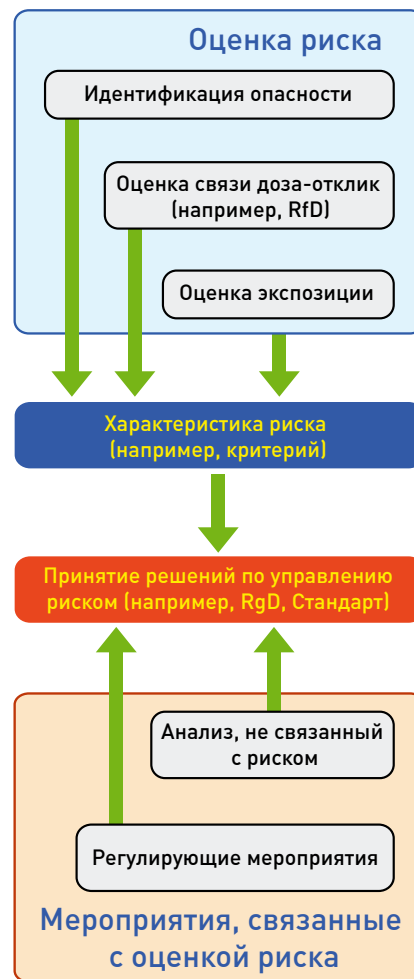 Оценка риска
Идентификация опасности
Оценка связи доза-отклик
(например, RfD)
Оценка экспозиции
Характеристика риска
(например, критерий)
Принятие решений по управлению
риском (например, RgD, Стандарт)
Анализ, не связанный
с риском
Регулирующие мероприятия
Мероприятия, связанные
с оценкой риска